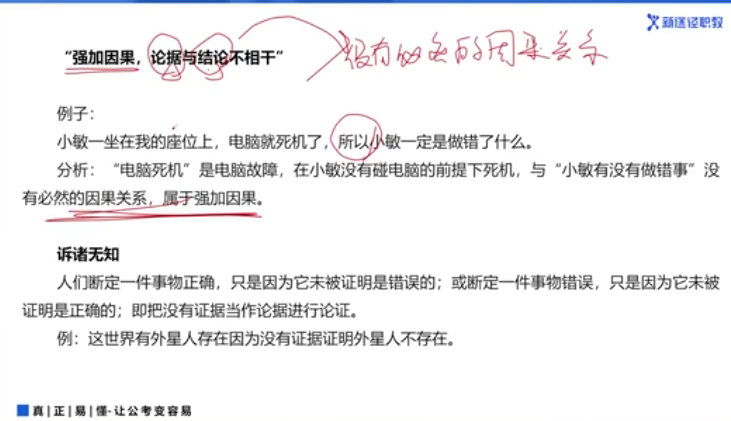 新途径职教
“强加因果，论据与结论不相干”
没有必然的因果关系
例子：
小敏一坐在我的座位上，电脑就死机了，所以小敏一定是做错了什么。
分析：“电脑死机”是电脑故障，在小敏没有碰电脑的前提下死机，与“小敏有没有做错事”没
有必然的因果关系，属于强加因果。
诉诸无知
人们断定一件事物正确，只是因为它未被证明是错误的；或断定一件事物错误，只是因为它未被
证明是正确的；即把没有证据当作论据进行论证。
例：这世界有外星人存在因为没有证据证明外星人不存在。
真|正|易|懂-让公考变容易